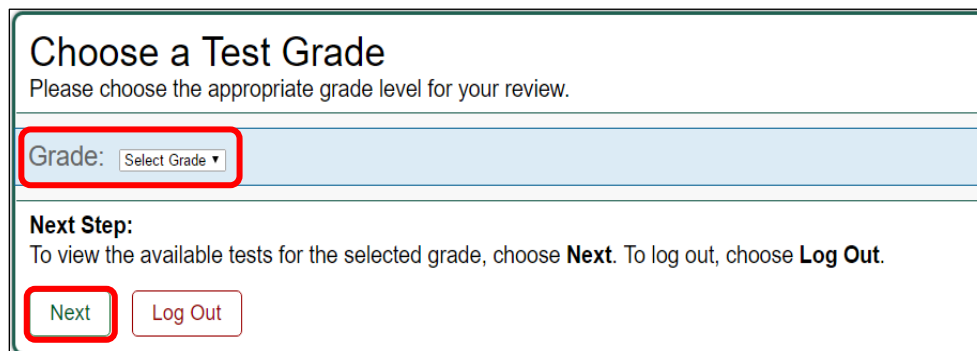 Choose a Test Grade
Please choose the appropriate grade level for your review.
Grade: Select Grade
Next Step:
To view the available tests for the selected grade, choose Next. To log out, choose Log Out.
Next Log Out